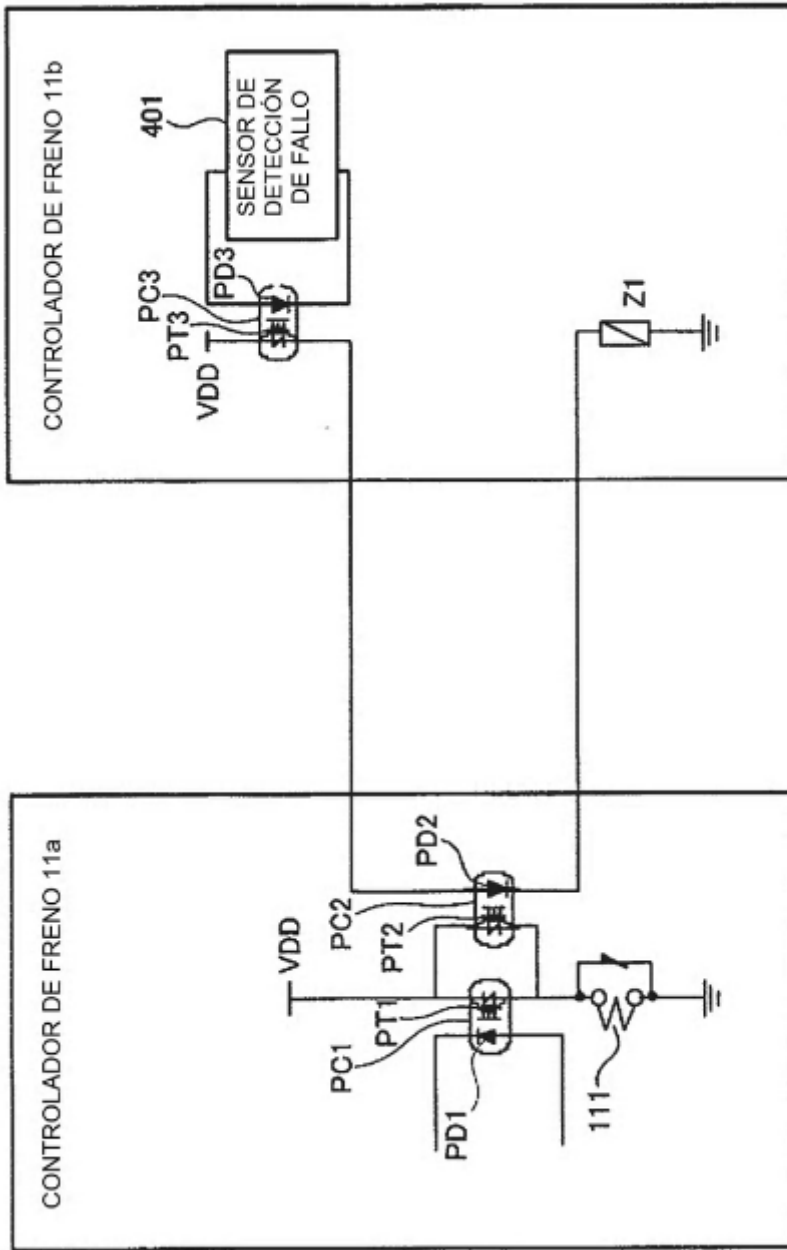 CONTROLADOR DE FRENO 11a
VDD
PC1
PT1
PD1
PC2
PT2
PD2
111
CONTROLADOR DE FRENO 11b
VDD
PT3
PC3
PD3
401
SENSOR DE
DETECCIÓN
DE FALLO
Z1